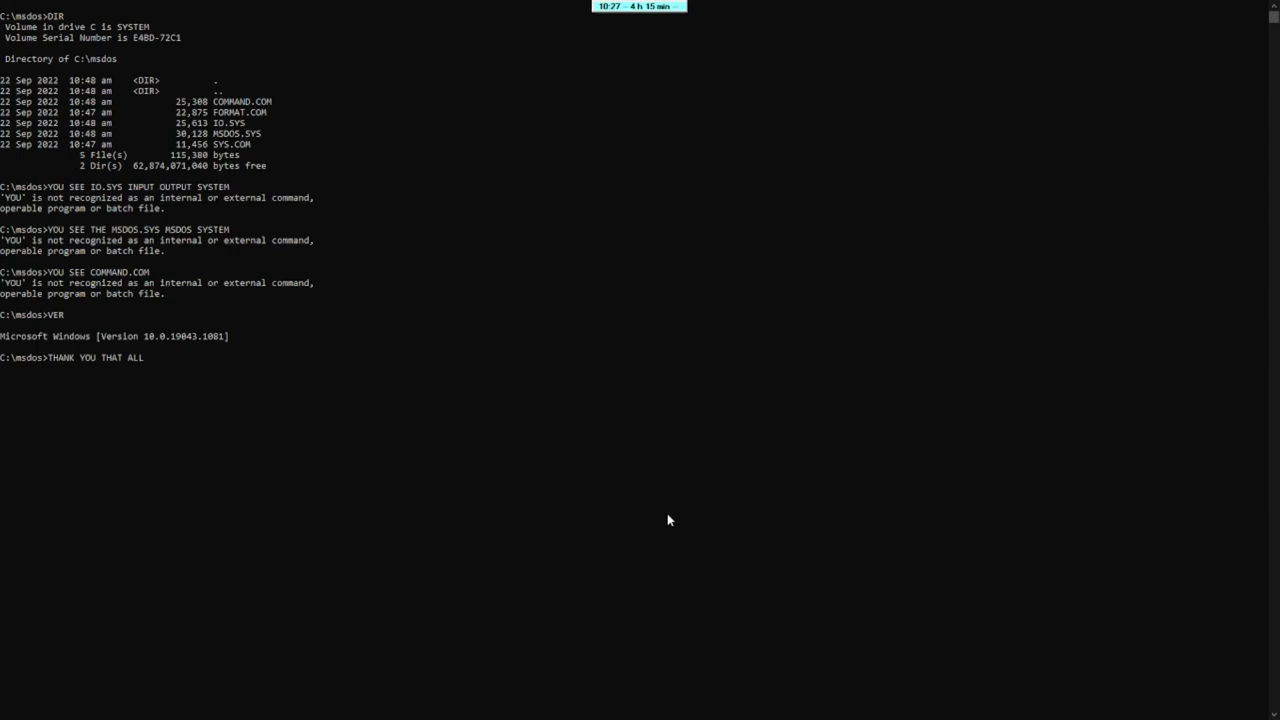 10:27 -- 4 h 15 min --
C:\msdos>DIR
Volume in drive C is SYSTEM
Volume Serial Number is E4BD-72C1
Directory of C:\msdos
22 Sep 2022  10:48 am    <DIR>          .
22 Sep 2022  10:48 am    <DIR>          ..
22 Sep 2022  10:48 am            25,308 COMMAND.COM
22 Sep 2022  10:47 am            22,875 FORMAT.COM
22 Sep 2022  10:48 am            25,613 IO.SYS
22 Sep 2022  10:48 am            30,128 MSDOS.SYS
22 Sep 2022  10:47 am            11,456 SYS.COM
5 File(s)        115,380 bytes
2 Dir(s)  62,874,071,040 bytes free
C:\msdos>YOU SEE IO.SYS INPUT OUTPUT SYSTEM
'YOU' is not recognized as an internal or external command,
operable program or batch file.
C:\msdos>YOU SEE THE MSDOS.SYS MSDOS SYSTEM
'YOU' is not recognized as an internal or external command,
operable program or batch file.
C:\msdos>YOU SEE COMMAND.COM
'YOU' is not recognized as an internal or external command,
operable program or batch file.
C:\msdos>VER
Microsoft Windows [Version 10.0.19043.1081]
C:\msdos>THANK YOU THAT ALL